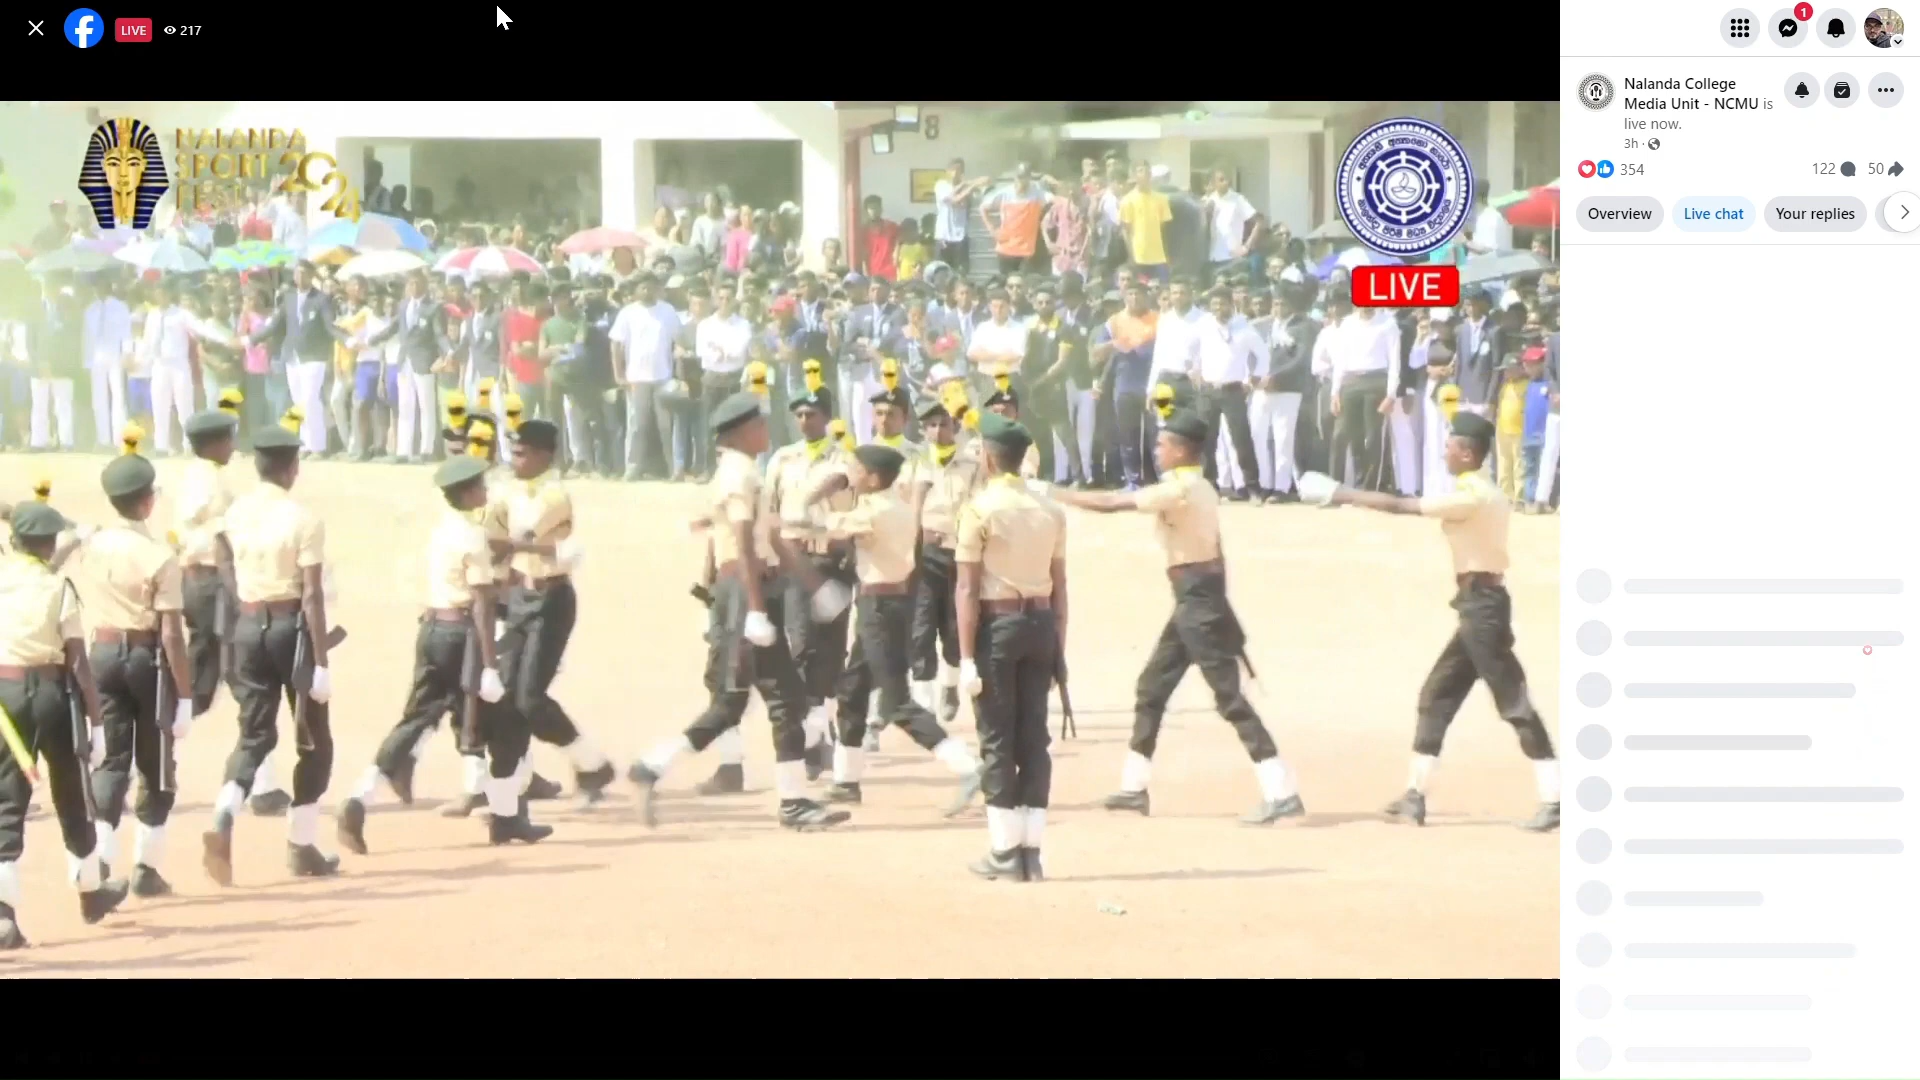 LIVE
217
NALANDA
SPORT 2024
FEST
8
LIVE
1
Nalanda College
Media Unit - NCMU is
live now.
3h ·
354
122
50
Overview
Live chat
Your replies